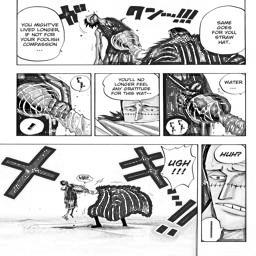 SAME
GOES
FOR YOU,
STRAW
HAT.
YOU MIGHT'VE
LIVED LONGER,
IF NOT FOR
YOUR FOOLISH
COMPASSION
...
WATER
...
YOU'LL NO
LONGER FEEL
ANY GRATITUDE
FOR THIS WAT--
HUH?
UGH
!!!